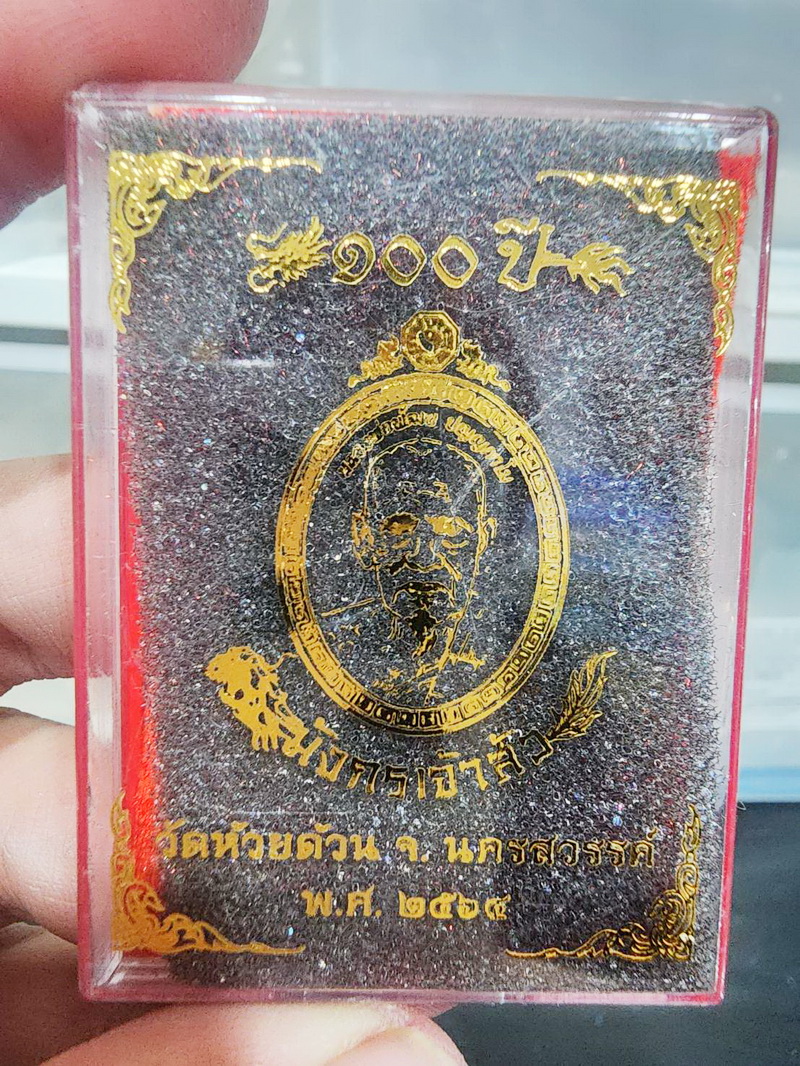 ๑๐๐ ปี
มังกรเจ้าสัว
วัดห้วยด้วน จ. นครสวรรค์
พ.ศ. ๒๕๖๔